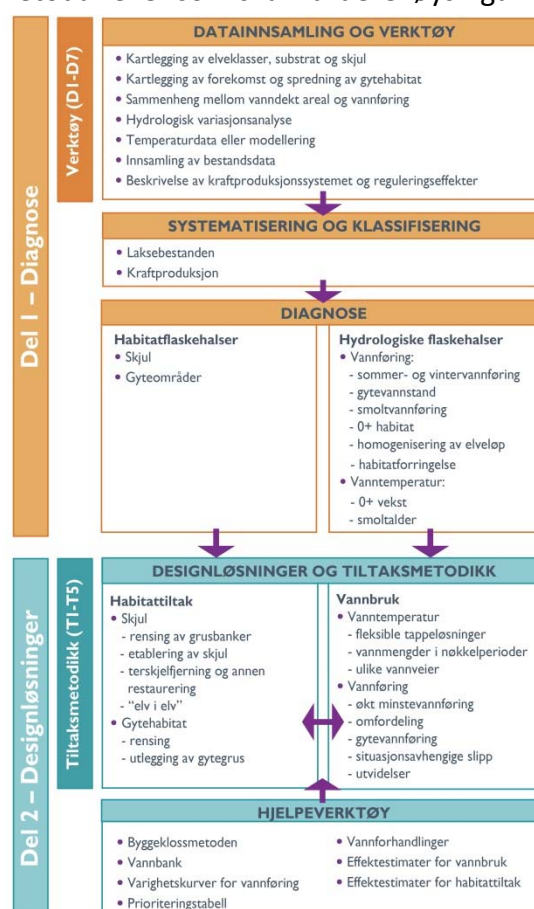 DATAINNSAMLING OG VERKTØY
• Kartlegging av elveklasser, substrat og skjul
• Kartlegging av forekomst og spredning av gytehabitat
• Sammenheng mellom vanndekt areal og vannføring
• Hydrologisk variasjonsanalyse
• Temperaturdata eller modellering
• Innsamling av bestandsdata
• Beskrivelse av kraftproduksjonssystemet og reguleringseffekter
Verktøy (D1-D7)
Del 1 – Diagnose
SYSTEMATISERING OG KLASSIFISERING
• Laksebestanden
• Kraftproduksjon
DIAGNOSE
Habitatflaskehalser
• Skjul
• Gyteområder
Hydrologiske flaskehalser
• Vannføring:
- sommer- og vintervannføring
- gytevannstand
- smoltvannføring
- 0+ habitat
- homogenisering av elveløp
- habitatforringelse
• Vanntemperatur:
- 0+ vekst
- smoltalder
Del 2 – Designløsninger
Tiltaksmetodikk (T1-T5)
DESIGNLØSNINGER OG TILTAKSMETODIKK
Habitattiltak
• Skjul
- rensing av grusbanker
- etablering av skjul
- terskjelfjerning og annen
restaurering
- “elv i elv”
• Gytehabitat
- rensing
- utlegging av gytegrus
Vannbruk
• Vanntemperatur
- fleksible tappeløsninger
- vannmengder i nøkkelperioder
- ulike vannveier
• Vannføring
- økt minstevannføring
- omfordeling
- gytevannføring
- situasjonsavhengige slipp
- utvidelser
HJELPEVERKTØY
• Byggeklossmetoden
• Vannbank
• Varighetskurver for vannføring
• Prioriteringstabell
• Vannforhandlinger
• Effektestimater for vannbruk
• Effektestimater for habitattiltak